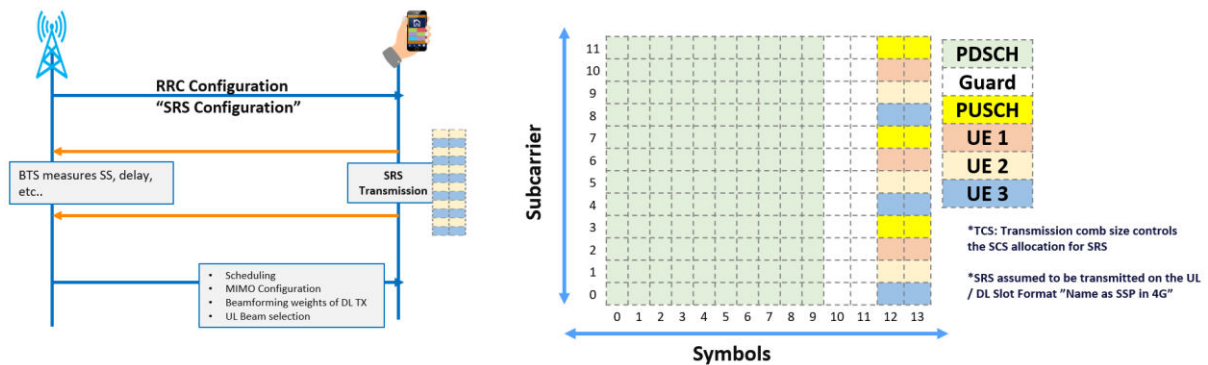 RRC Configuration
“SRS Configuration”
BTS measures SS, delay,
etc..
SRS
Transmission
• Scheduling
• MIMO Configuration
• Beamforming weights of DL TX
• UL Beam selection
Subcarrier
11
10
9
8
7
6
5
4
3
2
1
0
0 1 2 3 4 5 6 7 8 9 10 11 12 13
Symbols
PDSCH
Guard
PUSCH
UE 1
UE 2
UE 3
*TCS: Transmission comb size controls
the SCS allocation for SRS
*SRS assumed to be transmitted on the UL
/ DL Slot Format ”Name as SSP in 4G”